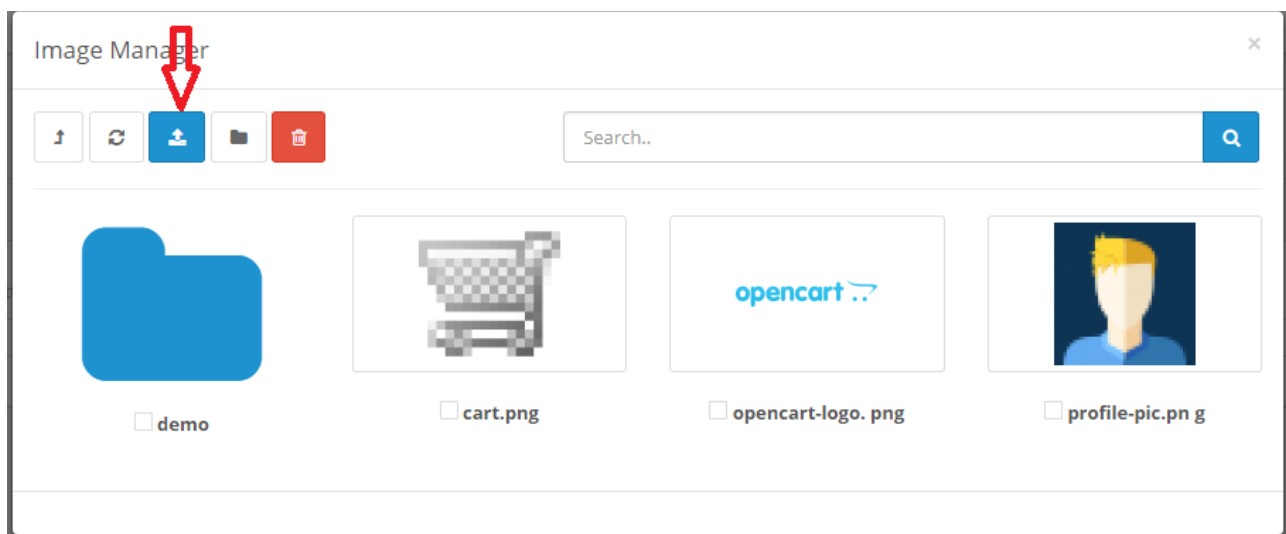 Image Manager
×
Search..
opencart
demo
cart.png
opencart-logo. png
profile-pic.pn g